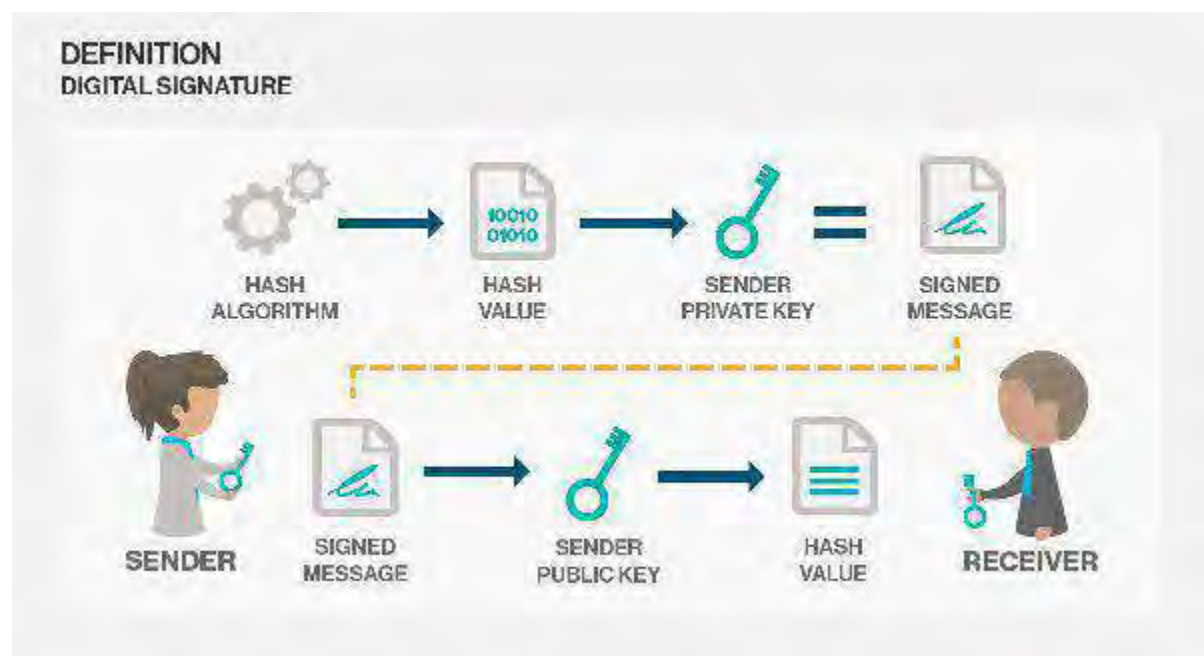 DEFINITION
DIGITAL SIGNATURE
10010
01010
HASH
ALGORITHM
HASH
VALUE
SENDER
PRIVATE KEY
SIGNED
MESSAGE
SENDER
SIGNED
MESSAGE
SENDER
PUBLIC KEY
HASH
VALUE
RECEIVER